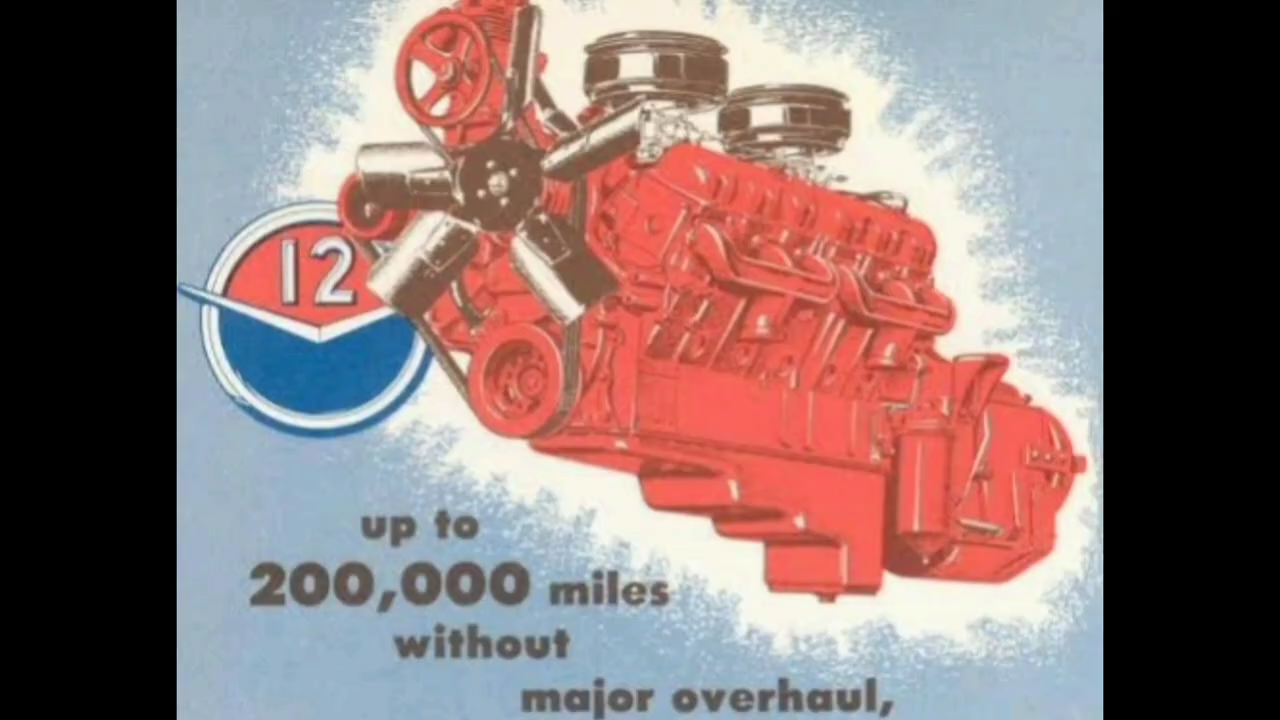 12
up to
200,000 miles
without
major overhaul,